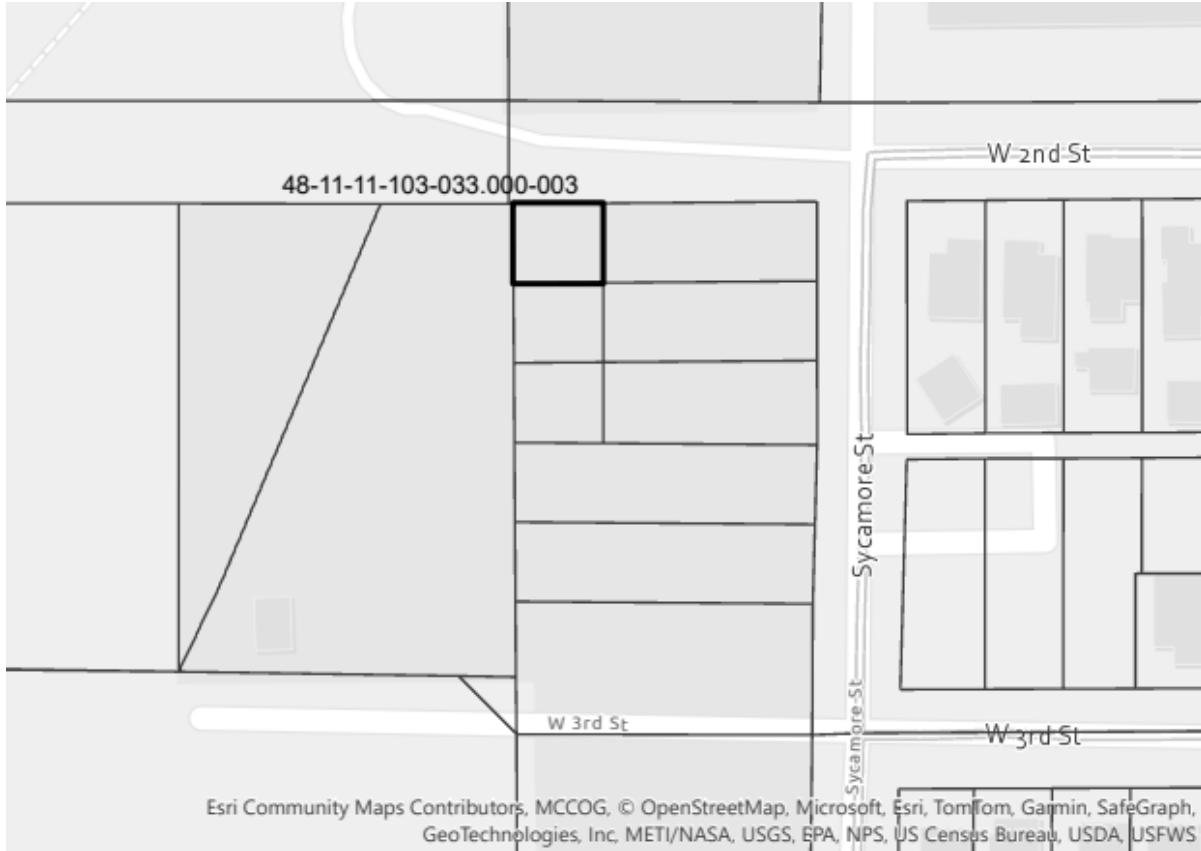 W 2nd St
48-11-11-103-033.000-003
Sycamore St
Sycamore St
W 3rd St
W 3rd St
Esri Community Maps Contributors, MCCOG, © OpenStreetMap, Microsoft, Esri, TomTom, Garmin, SafeGraph,
GeoTechnologies, Inc, METI/NASA, USGS, EPA, NPS, US Census Bureau, USDA, USFWS